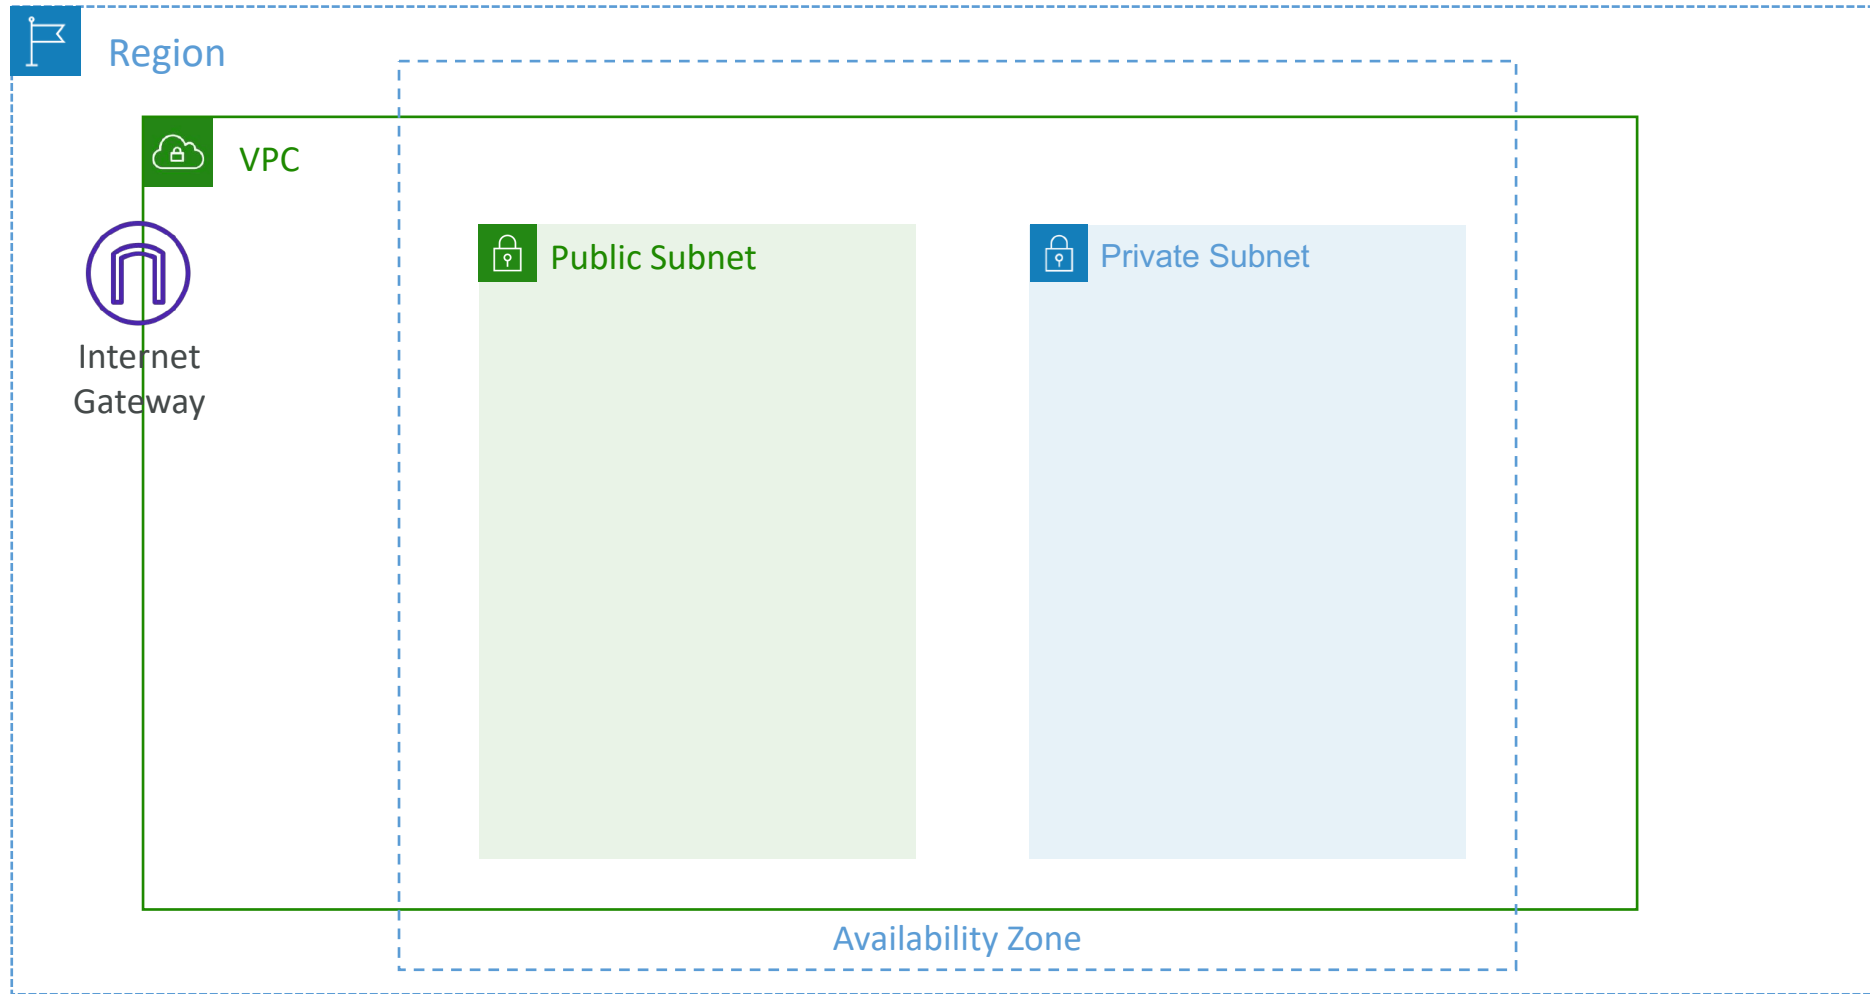 Region
VPC
Internet
Gateway
Public Subnet
Private Subnet
Availability Zone